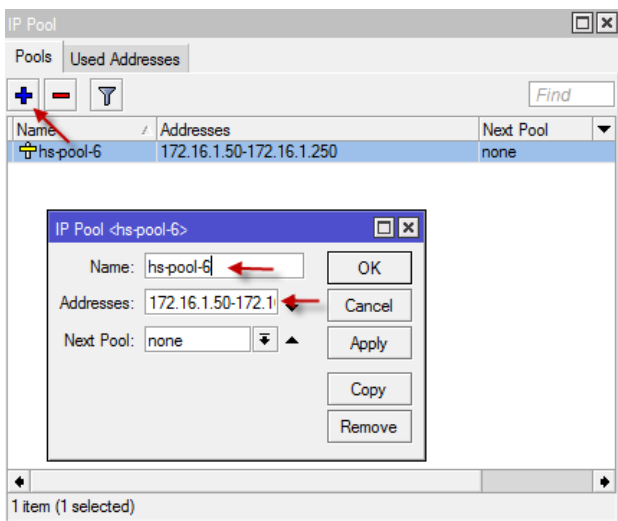 IP Pool
Pools Used Addresses
Find
Name Addresses Next Pool
hs-pool-6 172.16.1.50-172.16.1.250 none
IP Pool <hs-pool-6>
Name: hs-pool-6 OK
Addresses: 172.16.1.50-172.1 Cancel
Next Pool: none Apply
Copy
Remove
1 item (1 selected)